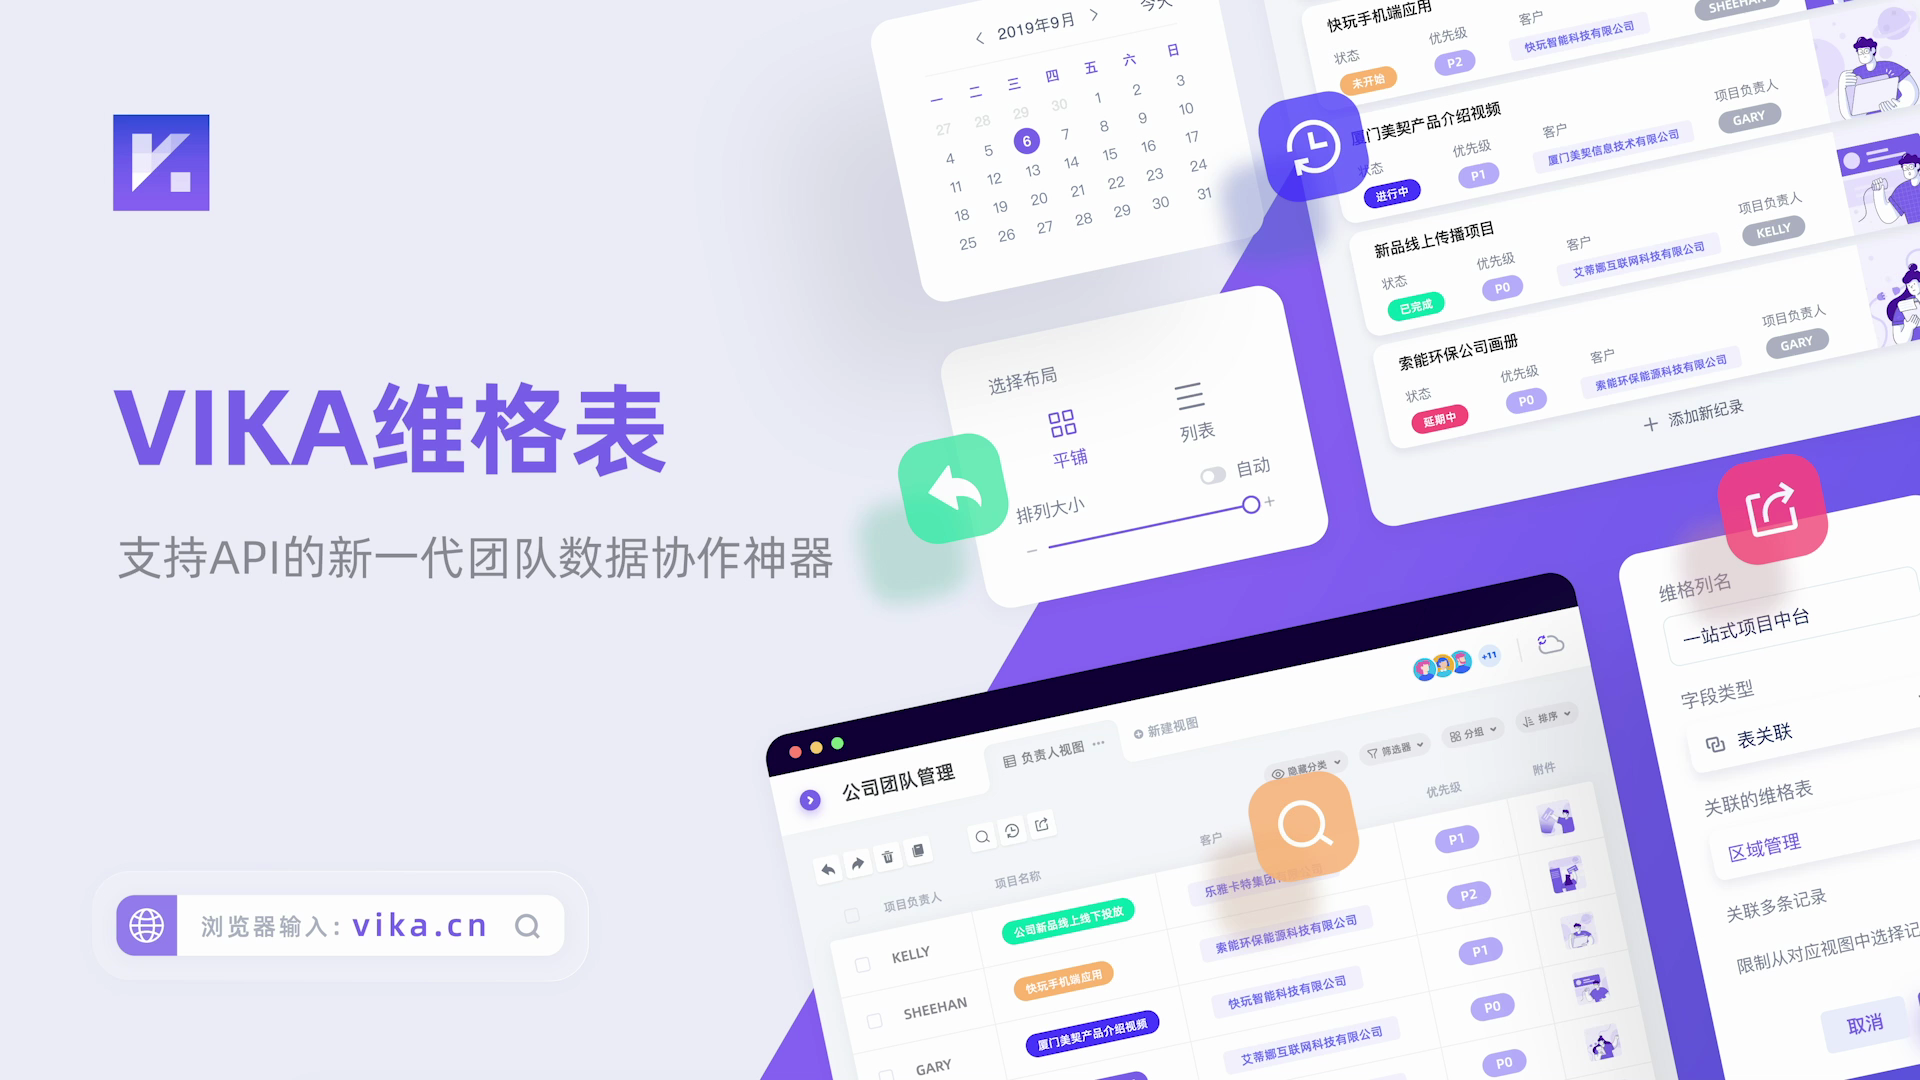 VIKA维格表
支持API的新一代团队数据协作神器
浏览器输入: vika.cn
2019年9月
今天
一 二 三 四 五 六 日
27 28 29 30 1 2 3
4 5 6 7 8 9 10
11 12 13 14 15 16 17
18 19 20 21 22 23 24
25 26 27 28 29 30 31
选择布局
平铺
列表
自动
排列大小
快玩手机端应用
状态
优先级
客户
未开始
P2
快玩智能科技有限公司
SHEEHAN
厦门美契产品介绍视频
状态
优先级
客户
项目负责人
进行中
P1
厦门美契信息技术有限公司
GARY
新品线上传播项目
状态
优先级
客户
项目负责人
已完成
P0
艾蒂娜互联网科技有限公司
KELLY
索能环保公司画册
状态
优先级
客户
项目负责人
延期中
P0
索能环保能源科技有限公司
GARY
添加新纪录
公司团队管理
负责人视图
新建视图
+11
隐藏分类
筛选器
分组
排序
项目负责人
项目名称
客户
优先级
附件
KELLY
公司新品线上线下投放
乐雅卡特集团
P1
SHEEHAN
快玩手机端应用
索能环保能源科技有限公司
P2
GARY
厦门美契产品介绍视频
快玩智能科技有限公司
P1
艾蒂娜互联网科技有限公司
P0
P0
维格列名
一站式项目中台
字段类型
表关联
关联的维格表
区域管理
关联多条记录
限制从对应视图中选择记
取消